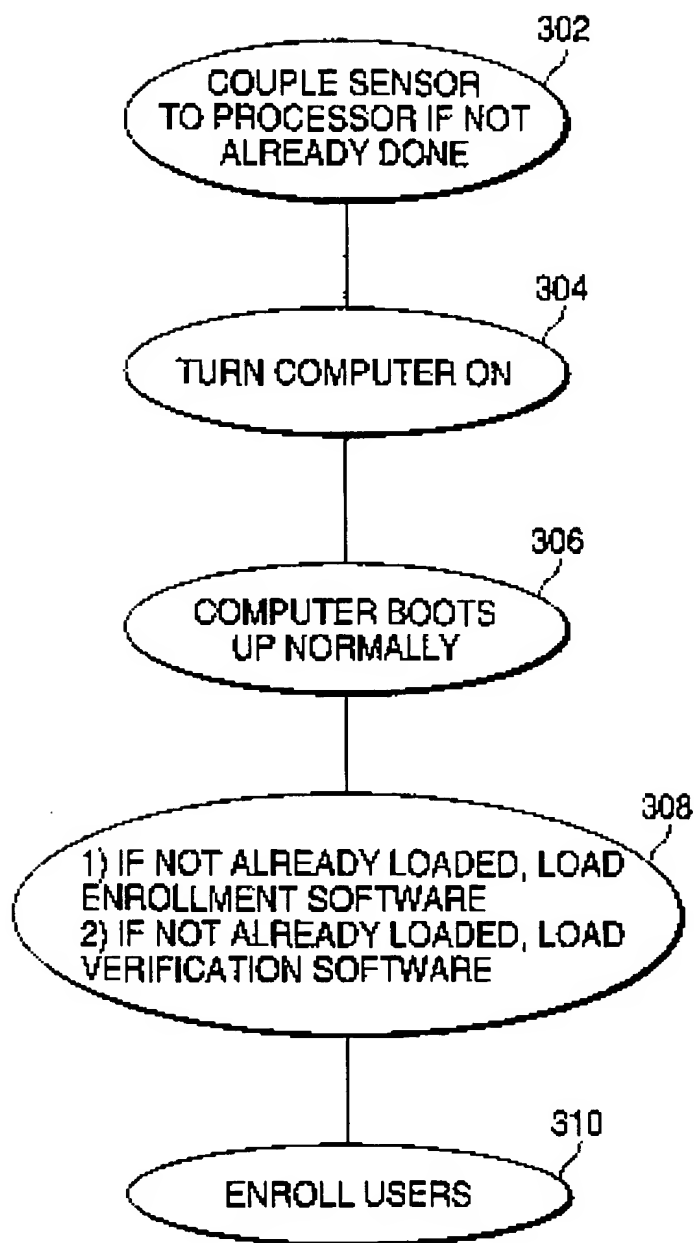 302
COUPLE SENSOR
TO PROCESSOR IF NOT
ALREADY DONE
304
TURN COMPUTER ON
306
COMPUTER BOOTS
UP NORMALLY
308
1) IF NOT ALREADY LOADED, LOAD
ENROLLMENT SOFTWARE
2) IF NOT ALREADY LOADED, LOAD
VERIFICATION SOFTWARE
310
ENROLL USERS